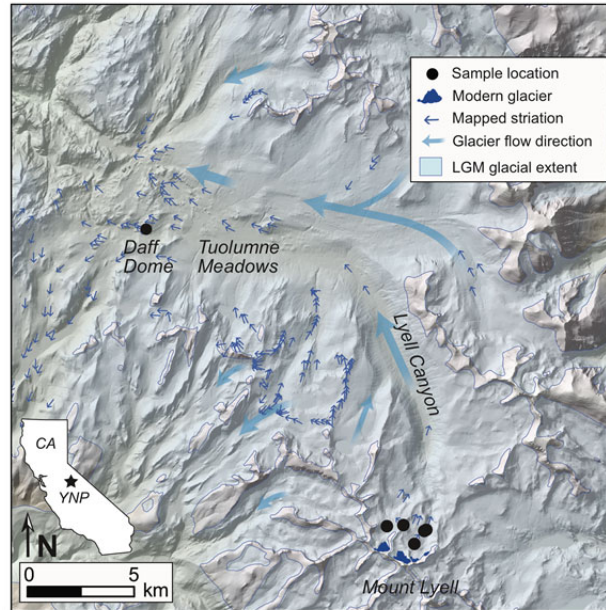 Sample location
Modern glacier
Mapped striation
Glacier flow direction
LGM glacial extent
Daff
Dome
Tuolumne
Meadows
Lyell Canyon
CA
YNP
N
0 5
km
Mount Lyell